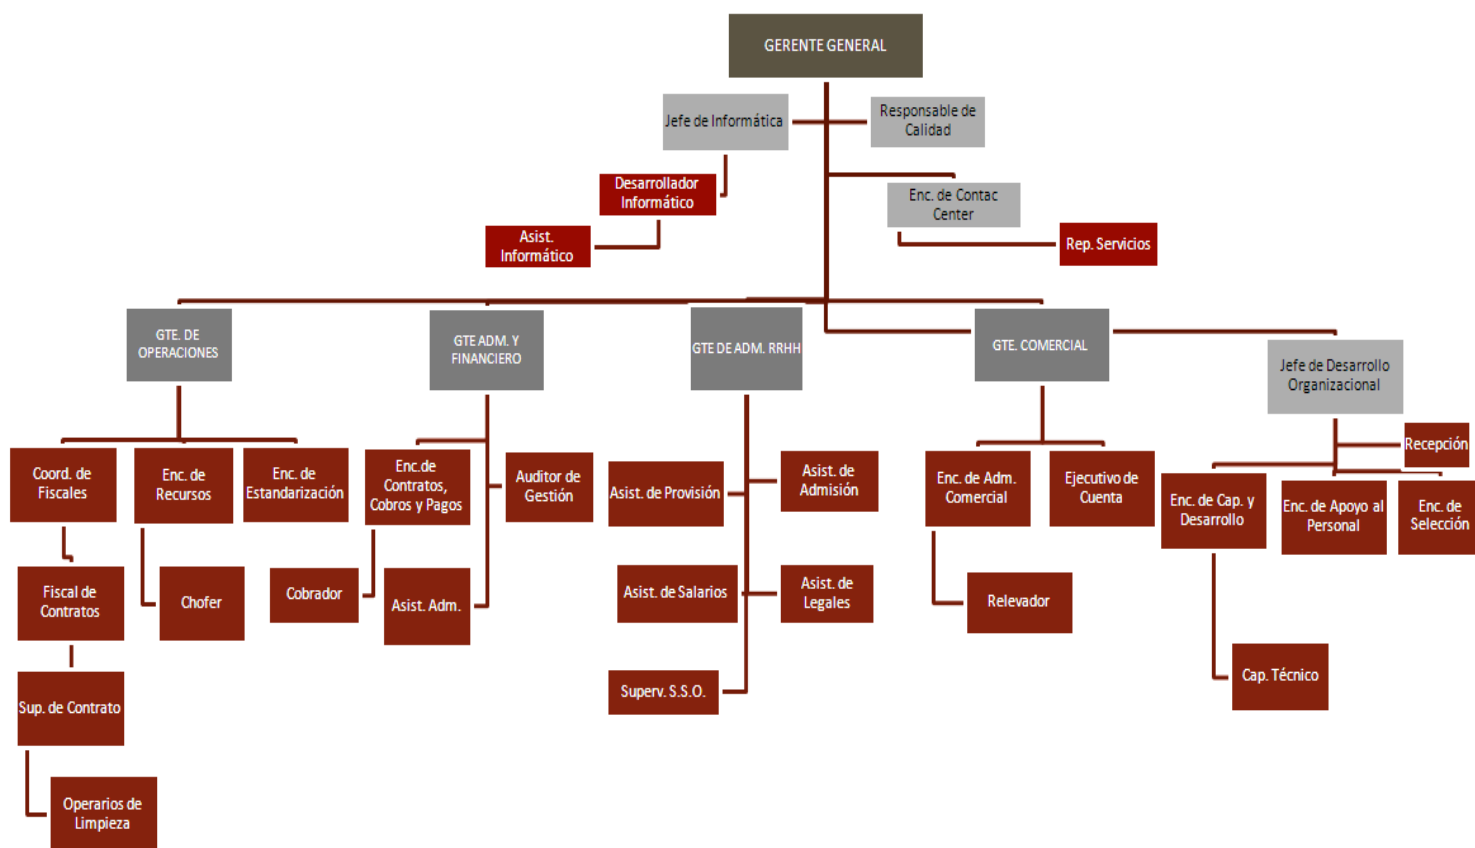 GERENTE GENERAL
Jefe de Informática
Responsable de
Calidad
Desarrollador
Informático
Enc. de Contac
Center
Asist.
Informático
Rep. Servicios
GTE. DE
OPERACIONES
GTE ADM. Y
FINANCIERO
GTE DE ADM. RRHH
GTE. COMERCIAL
Jefe de Desarrollo
Organizacional
Recepción
Coord. de
Fiscales
Enc. de
Recursos
Enc. de
Estandarización
Enc.de
Contratos,
Cobros y Pagos
Auditor de
Gestión
Asist. de Provisión
Asist. de
Admisión
Enc. de Adm.
Comercial
Ejecutivo de
Cuenta
Enc. de Cap. y
Desarrollo
Enc. de Apoyo al
Personal
Enc. de
Selección
Fiscal de
Contratos
Chofer
Cobrador
Asist. Adm.
Asist. de Salarios
Asist. de
Legales
Relevador
Sup. de Contrato
Superv. S.S.O.
Cap. Técnico
Operarios de
Limpieza